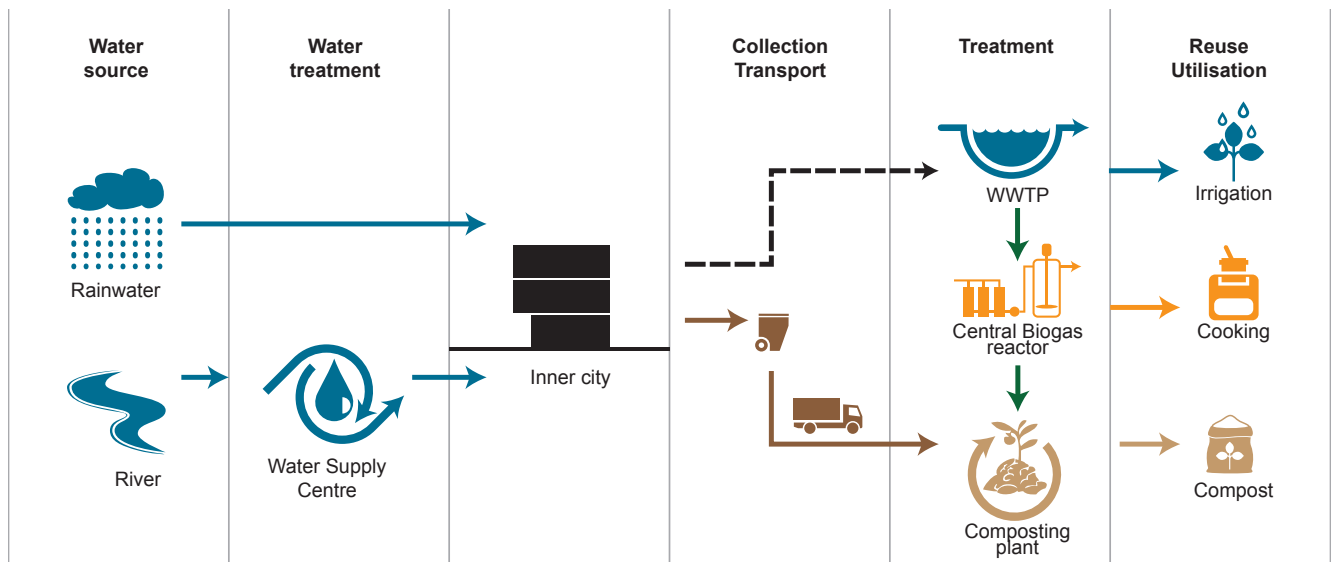 Water
source
Water
treatment
Collection
Transport
Treatment
Reuse
Utilisation
Rainwater
River
Water Supply
Centre
Inner city
WWTP
Central Biogas
reactor
Composting
plant
Irrigation
Cooking
Compost